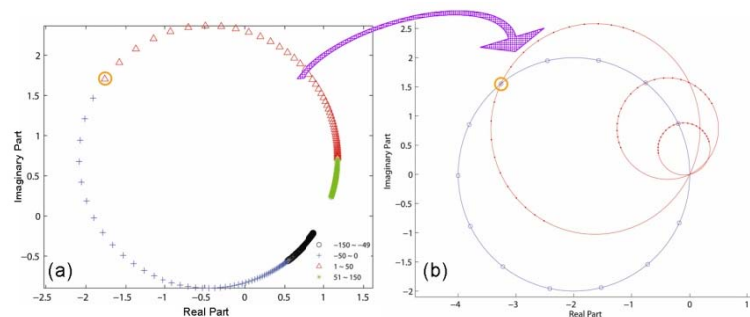 2
1.5
1
0.5
0
-0.5
Imaginary Part
(a)
−150 ~ −49
−50 ~ 0
1 ~ 50
51 ~ 150
-2.5 -2 -1.5 -1 -0.5 0 0.5 1 1.5
Real Part
2.5
2
1.5
1
0.5
0
-0.5
-1
-1.5
-2
Imaginary Part
(b)
-4 -3 -2 -1 0 1
Real Part